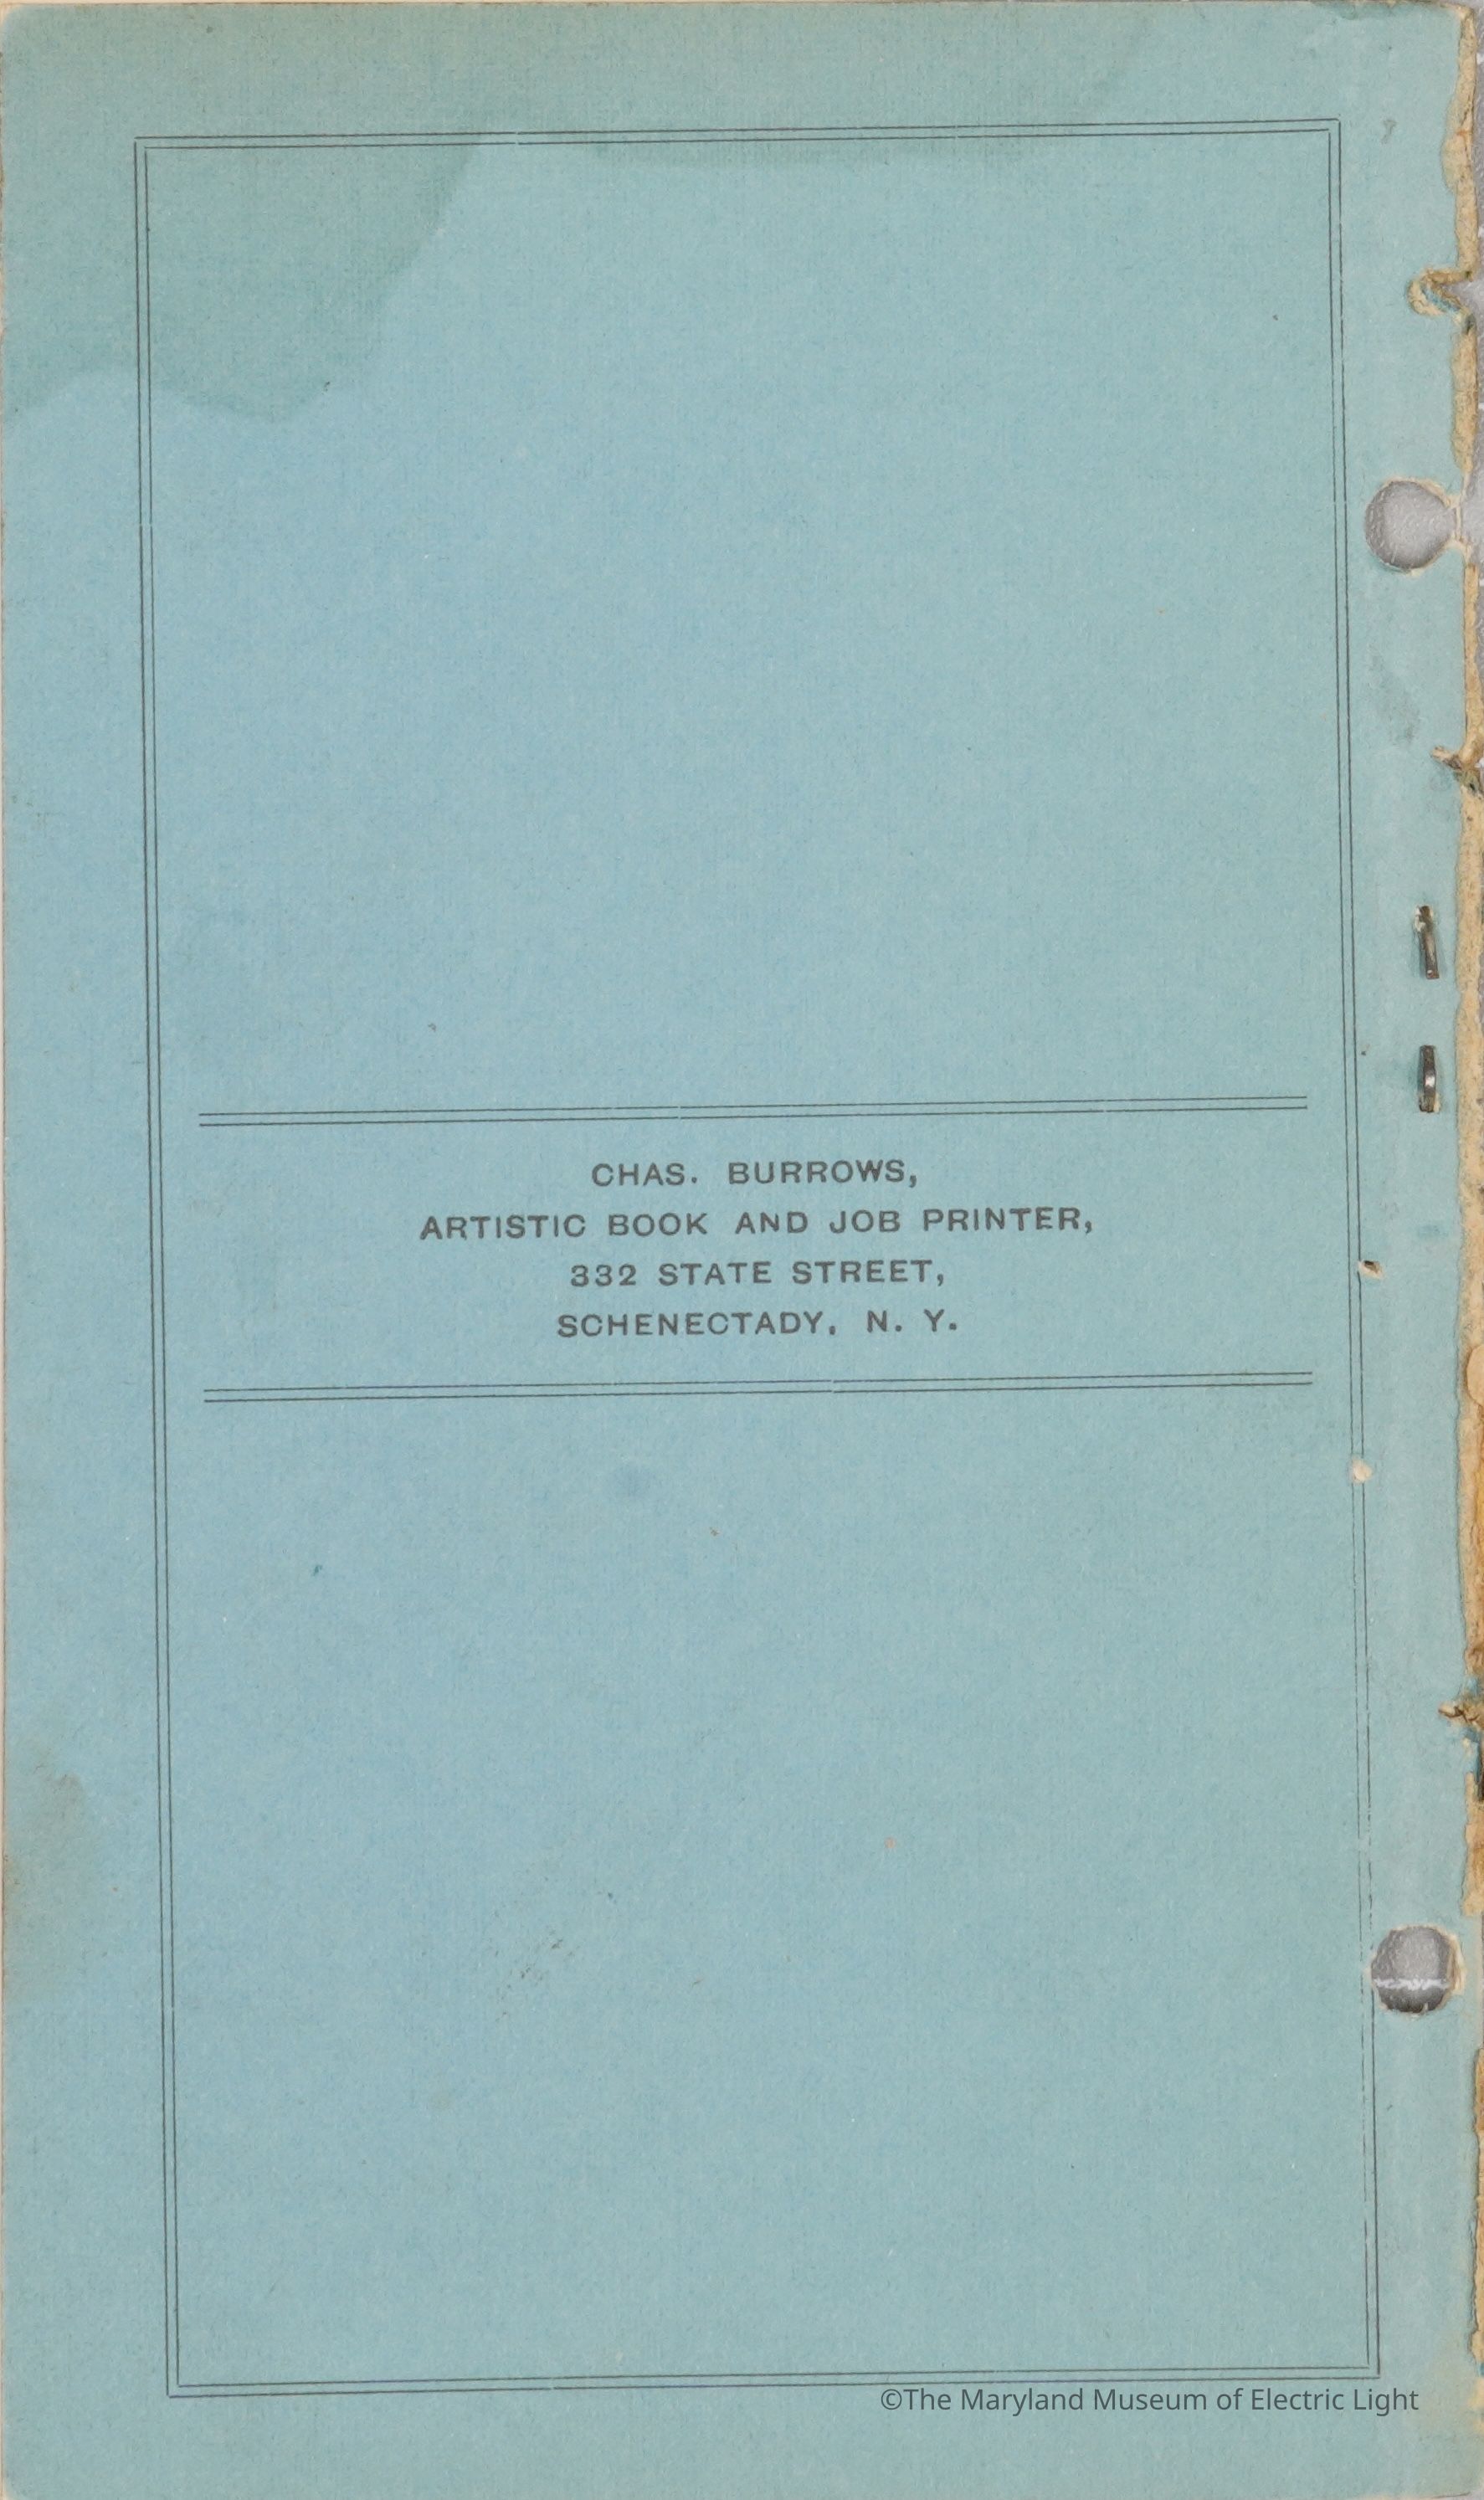 CHAS. BURROWS,
ARTISTIC BOOK AND JOB PRINTER,
332 STATE STREET,
SCHENECTADY, N. Y.
©The Maryland Museum of Electric Light